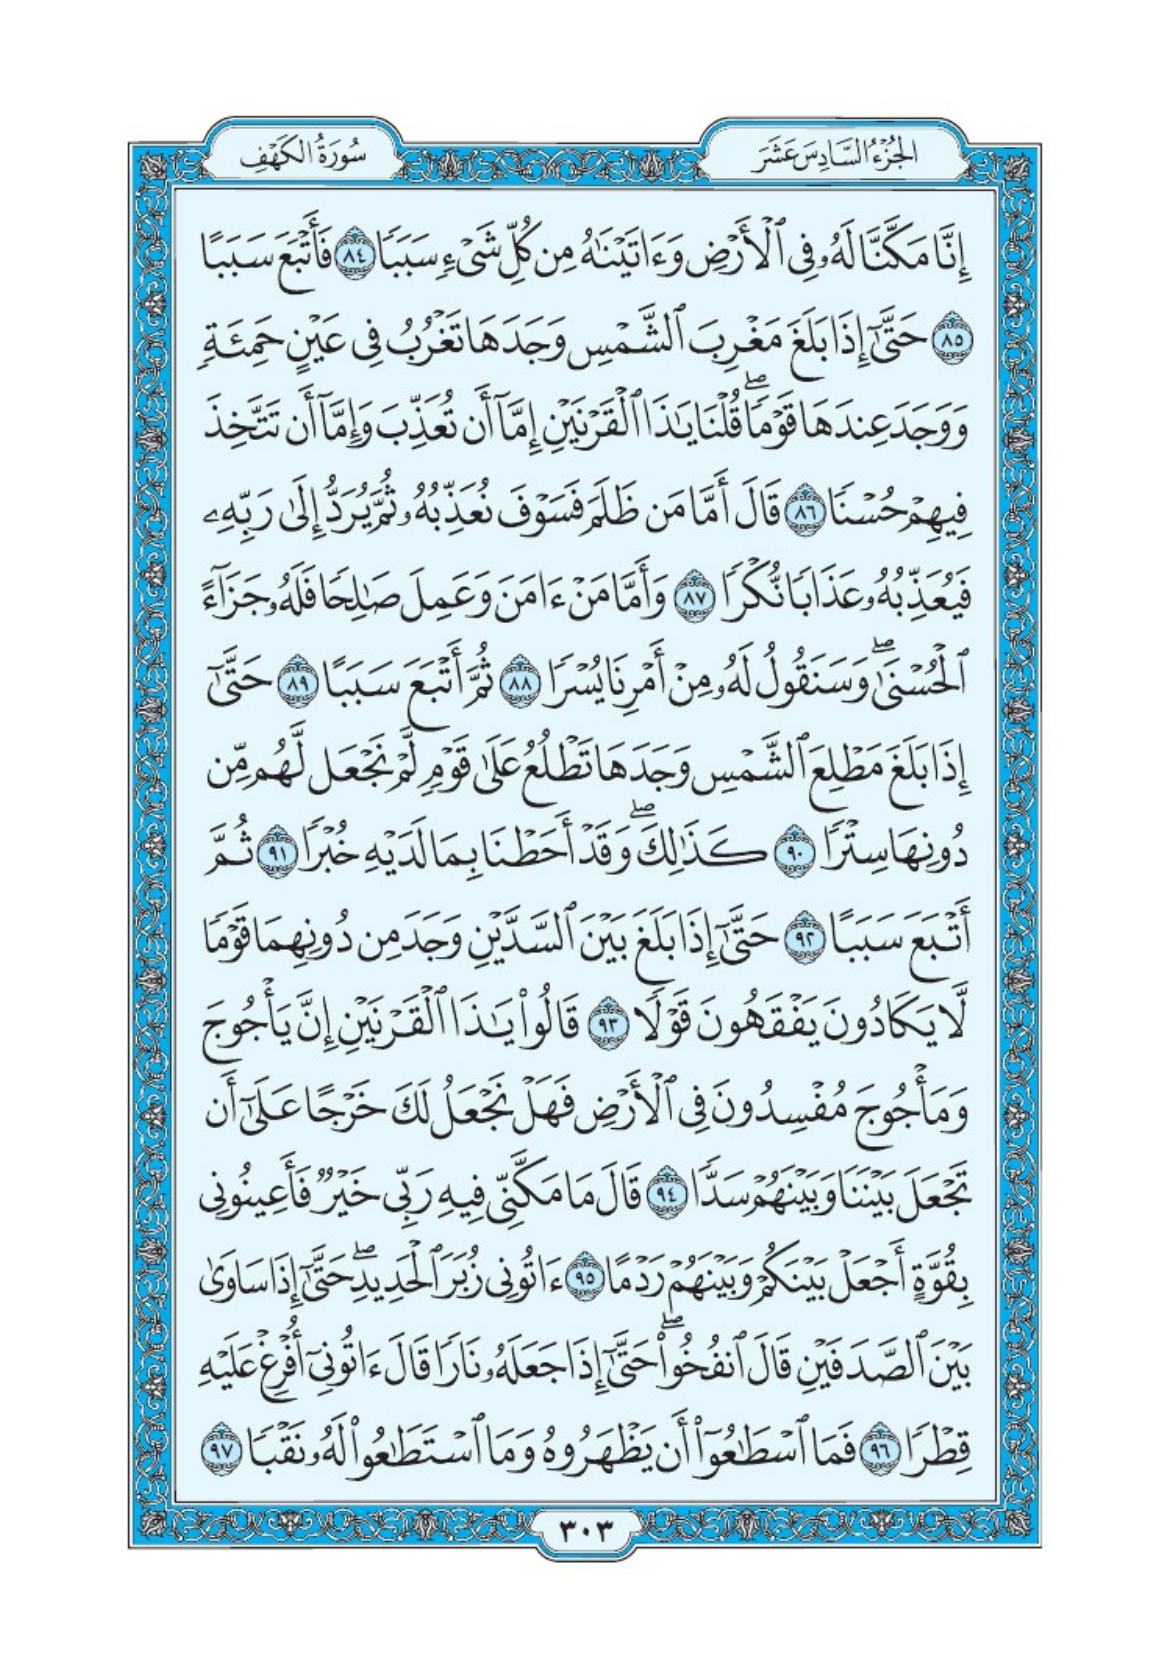 الجُزْءُ السَّادِسَ عَشَرَ
سُورَةُ الكَهْفِ
إِنَّا مَكَّنَّا لَهُۥ فِى ٱلْأَرْضِ وَءَاتَيْنَٰهُ مِن كُلِّ شَىْءٍ سَبَبًا ٨٤ فَأَتْبَعَ سَبَبًا
٨٥ حَتَّىٰٓ إِذَا بَلَغَ مَغْرِبَ ٱلشَّمْسِ وَجَدَهَا تَغْرُبُ فِى عَيْنٍ حَمِئَةٍ
وَوَجَدَ عِندَهَا قَوْمًا ۖ قُلْنَا يَٰذَا ٱلْقَرْنَيْنِ إِمَّآ أَن تُعَذِّبَ وَإِمَّآ أَن تَتَّخِذَ
فِيهِمْ حُسْنًا ٨٦ قَالَ أَمَّا مَن ظَلَمَ فَسَوْفَ نُعَذِّبُهُۥ ثُمَّ يُرَدُّ إِلَىٰ رَبِّهِۦ
فَيُعَذِّبُهُۥ عَذَابًا نُّكْرًا ٨٧ وَأَمَّا مَنْ ءَامَنَ وَعَمِلَ صَٰلِحًا فَلَهُۥ جَزَآءً
ٱلْحُسْنَىٰ ۖ وَسَنَقُولُ لَهُۥ مِنْ أَمْرِنَا يُسْرًا ٨٨ ثُمَّ أَتْبَعَ سَبَبًا ٨٩ حَتَّىٰٓ
إِذَا بَلَغَ مَطْلِعَ ٱلشَّمْسِ وَجَدَهَا تَطْلُعُ عَلَىٰ قَوْمٍ لَّمْ نَجْعَل لَّهُم مِّن
دُونِهَا سِتْرًا ٩٠ كَذَٰلِكَ ۖ وَقَدْ أَحَطْنَا بِمَا لَدَيْهِ خُبْرًا ٩١ ثُمَّ
أَتْبَعَ سَبَبًا ٩٢ حَتَّىٰٓ إِذَا بَلَغَ بَيْنَ ٱلسَّدَّيْنِ وَجَدَ مِن دُونِهِمَا قَوْمًا
لَّا يَكَادُونَ يَفْقَهُونَ قَوْلًا ٩٣ قَالُوا۟ يَٰذَا ٱلْقَرْنَيْنِ إِنَّ يَأْجُوجَ
وَمَأْجُوجَ مُفْسِدُونَ فِى ٱلْأَرْضِ فَهَلْ نَجْعَلُ لَكَ خَرْجًا عَلَىٰٓ أَن
تَجْعَلَ بَيْنَنَا وَبَيْنَهُمْ سَدًّا ٩٤ قَالَ مَا مَكَّنِّى فِيهِ رَبِّى خَيْرٌ فَأَعِينُونِى
بِقُوَّةٍ أَجْعَلْ بَيْنَكُمْ وَبَيْنَهُمْ رَدْمًا ٩٥ ءَاتُونِى زُبَرَ ٱلْحَدِيدِ ۖ حَتَّىٰٓ إِذَا سَاوَىٰ
بَيْنَ ٱلصَّدَفَيْنِ قَالَ ٱنفُخُوا۟ ۖ حَتَّىٰٓ إِذَا جَعَلَهُۥ نَارًا قَالَ ءَاتُونِىٓ أُفْرِغْ عَلَيْهِ
قِطْرًا ٩٦ فَمَا ٱسْطَٰعُوٓا۟ أَن يَظْهَرُوهُ وَمَا ٱسْتَطَٰعُوا۟ لَهُۥ نَقْبًا ٩٧
٣٠٣